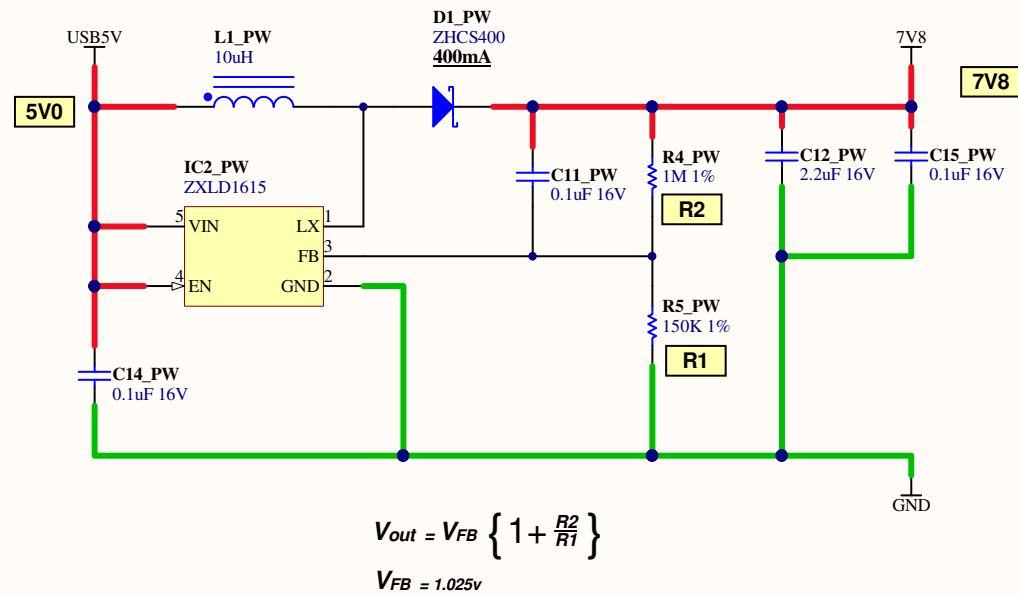 USB5V
5V0
L1_PW
10uH
D1_PW
ZHCS400
400mA
7V8
7V8
IC2_PW
ZXLD1615
5
VIN
LX
1
FB
3
4
EN
GND
2
C11_PW
0.1uF 16V
R4_PW
1M 1%
R2
C12_PW
2.2uF 16V
C15_PW
0.1uF 16V
R5_PW
150K 1%
R1
C14_PW
0.1uF 16V
GND
Vout = VFB { 1+ R2/R1 }
VFB = 1.025v